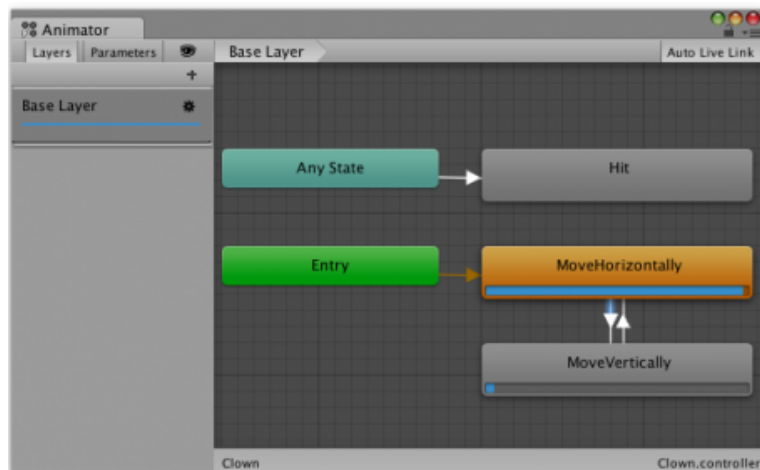 Animator
Layers Parameters
Base Layer
Auto Live Link
+
Base Layer
Any State
Hit
Entry
MoveHorizontally
MoveVertically
Clown
Clown.controller